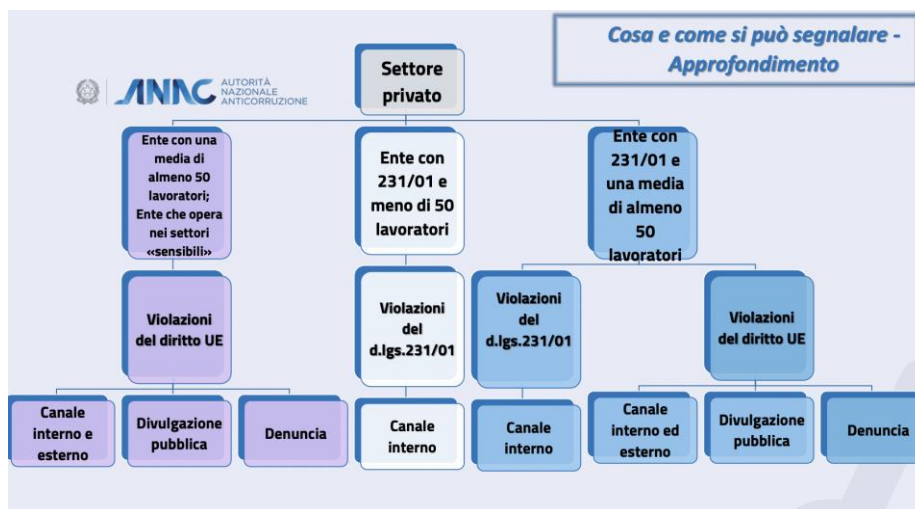 Cosa e come si può segnalare -
Approfondimento
ANAC
AUTORITÀ
NAZIONALE
ANTICORRUZIONE
Settore
privato
Ente con una
media di
almeno 50
lavoratori;
Ente che opera
nei settori
«sensibili»
Ente con
231/01 e
meno di 50
lavoratori
Ente con
231/01 e
una media
di almeno
50
lavoratori
Violazioni
del diritto UE
Violazioni
del
d.lgs.231/01
Violazioni
del
d.lgs.231/01
Violazioni
del diritto UE
Canale
interno e
esterno
Divulgazione
pubblica
Denuncia
Canale
interno
Canale
interno
Canale
interno ed
esterno
Divulgazione
pubblica
Denuncia